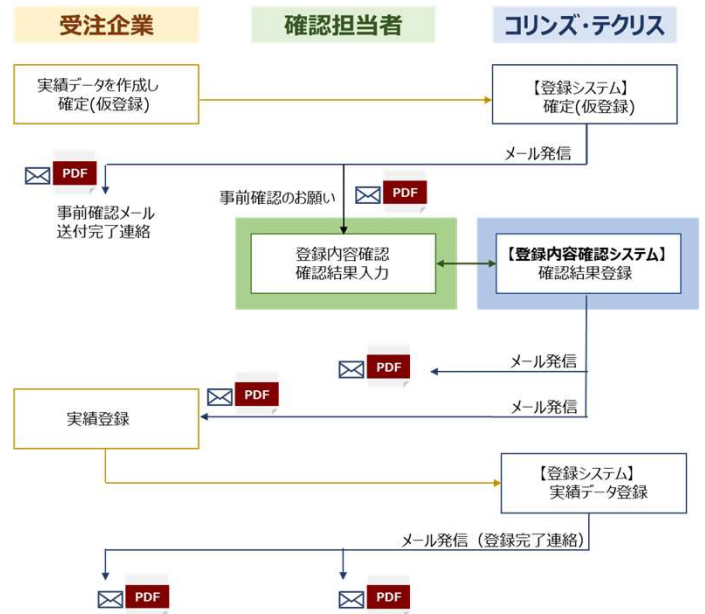 受注企業
確認担当者
コリンズ・テクリス
実績データを作成し
確定(仮登録)
【登録システム】
確定(仮登録)
メール発信
PDF
事前確認メール
送付完了連絡
事前確認のお願い
PDF
登録内容確認
確認結果入力
【登録内容確認システム】
確認結果登録
メール発信
PDF
メール発信
PDF
実績登録
【登録システム】
実績データ登録
メール発信（登録完了連絡）
PDF
PDF